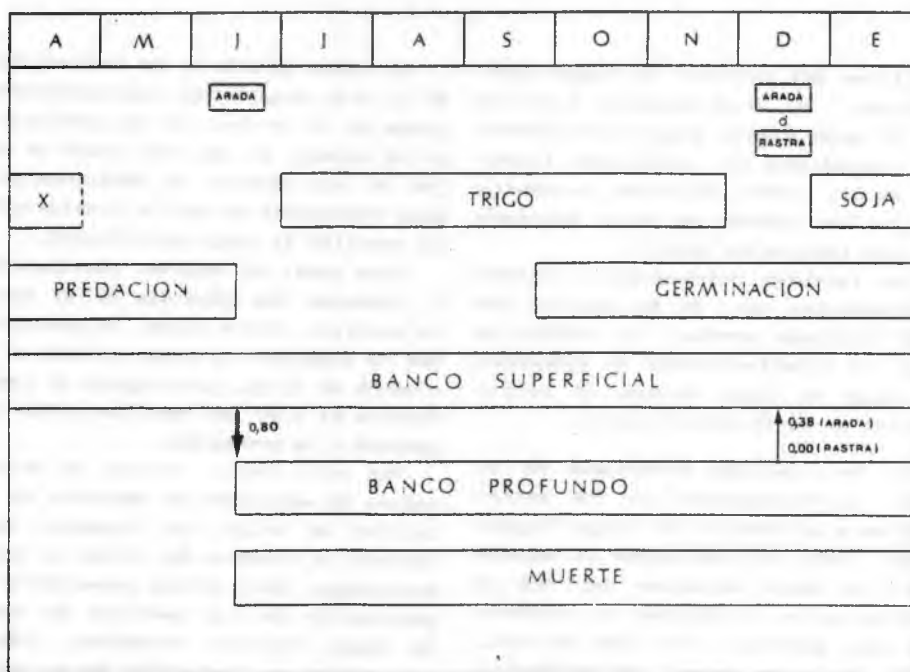 A M J J A S O N D E
ARADA ARADA
d
RASTRA
X TRIGO SOJA
PREDACION GERMINACION
BANCO SUPERFICIAL
0,80 0,38 (ARADA)
0,00 (RASTRA)
BANCO PROFUNDO
MUERTE